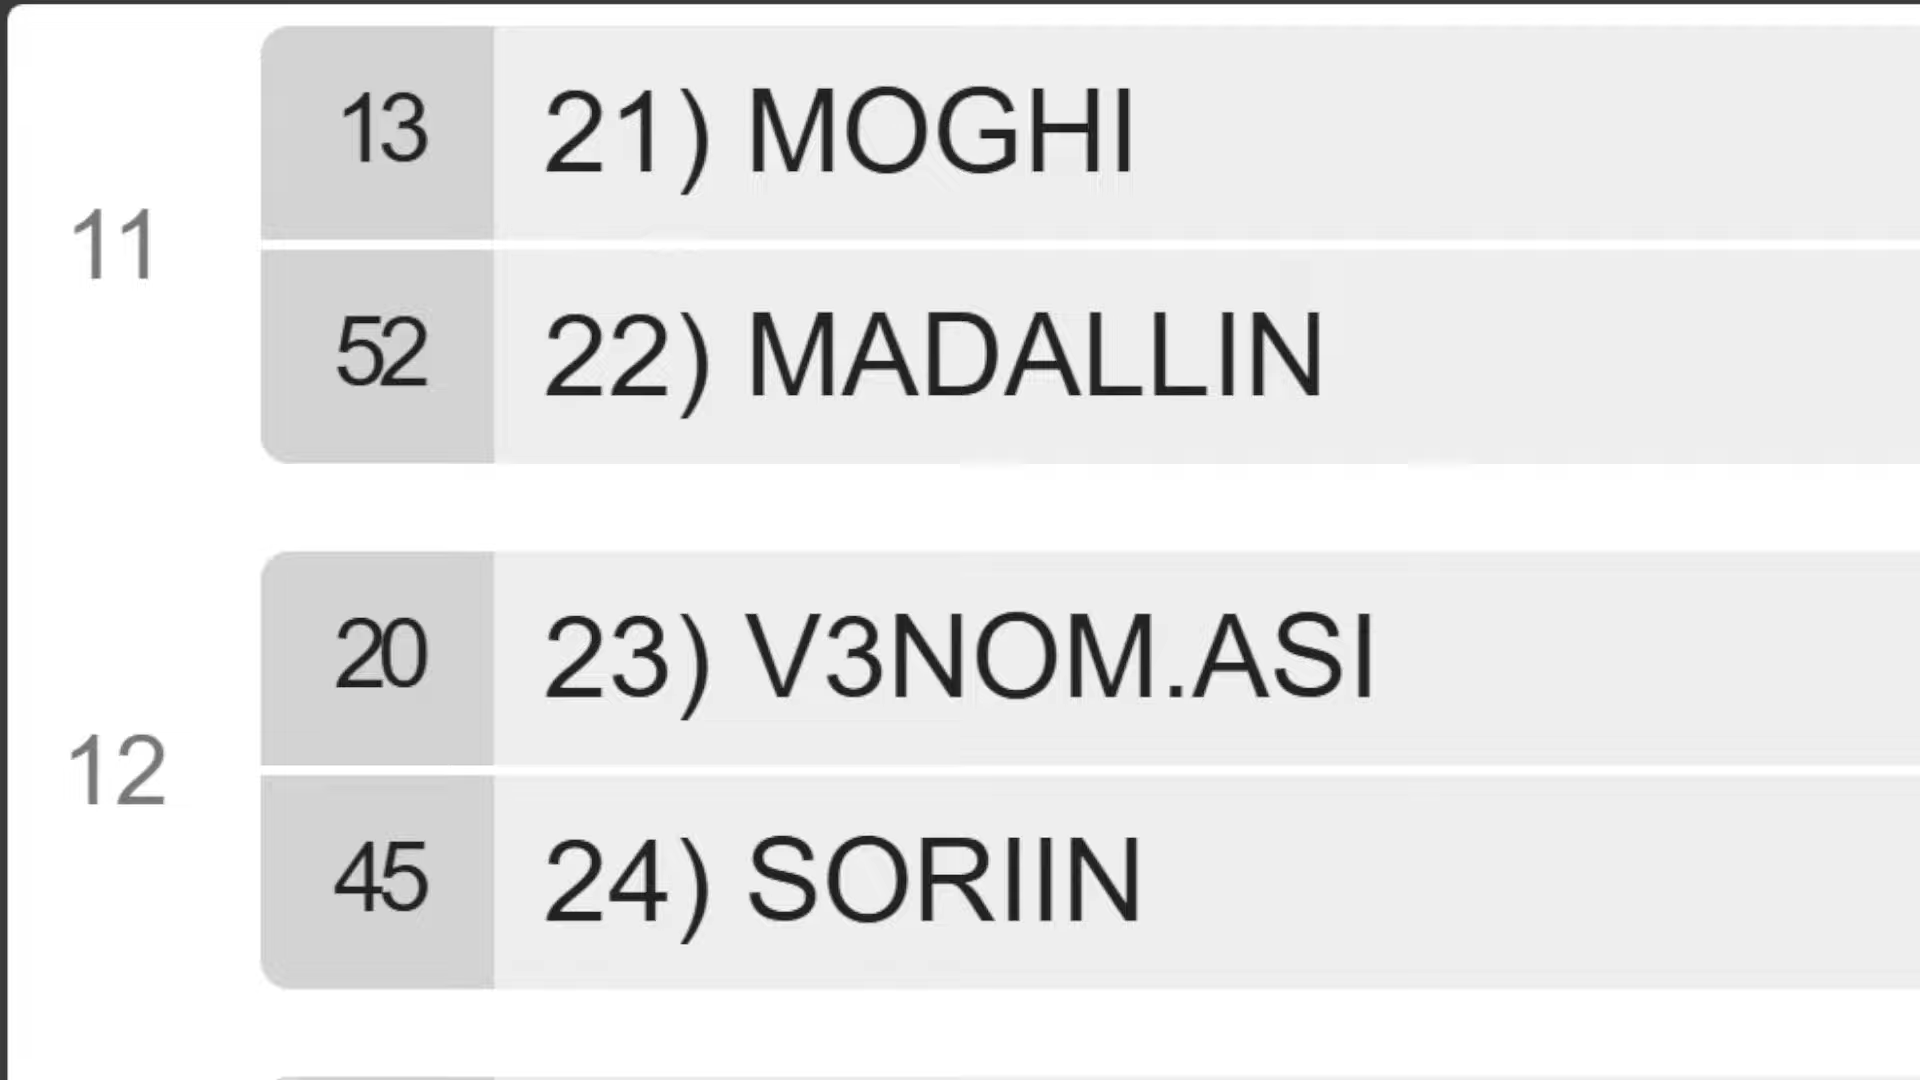 11
13 21) MOGHI
52 22) MADALLIN
12
20 23) V3NOM.ASI
45 24) SORIIN